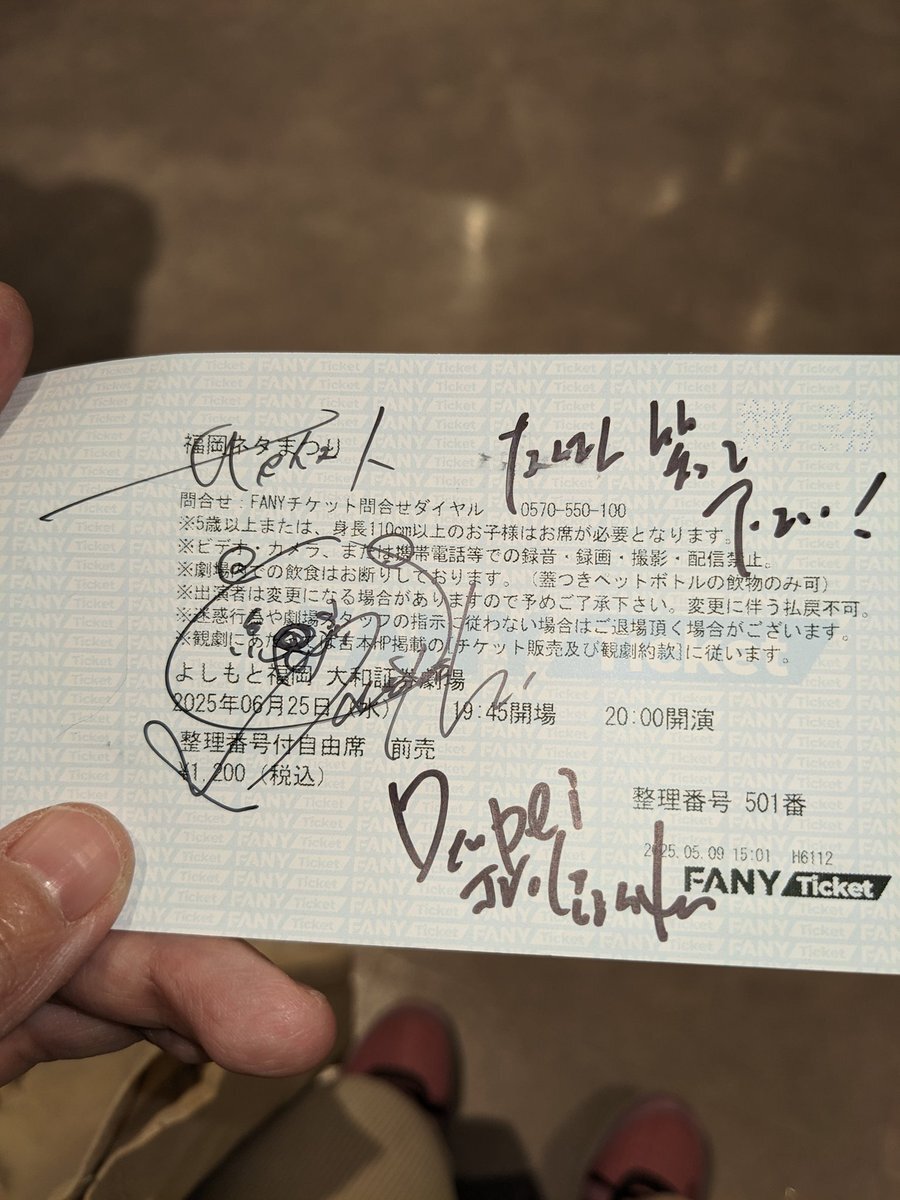 福岡ネタまつり
問合せ:FANYチケット問合せダイヤル 0570-550-100
※5歳以上または、身長110cm以上のお子様はお席が必要となります。
※ビデオ・カメラ、または携帯電話等での録音・録画・撮影・配信禁止。
※劇場内での飲食はお断りしております。(蓋つきペットボトルの飲物のみ可)
※出演者は変更になる場合がありますので予めご了承下さい。変更に伴う払戻不可。
※迷惑行為や劇場スタッフの指示に従わない場合はご退場頂く場合がございます。
※観劇にあたっては吉本HP掲載の[チケット販売及び観劇約款]に従います。
よしもと福岡 大和証券劇場
2025年06月25日(水) 19:45開場 20:00開演
整理番号付自由席 前売
¥1,200(税込)
整理番号 501番
2025.05.09 15:01 H6112
FANY Ticket